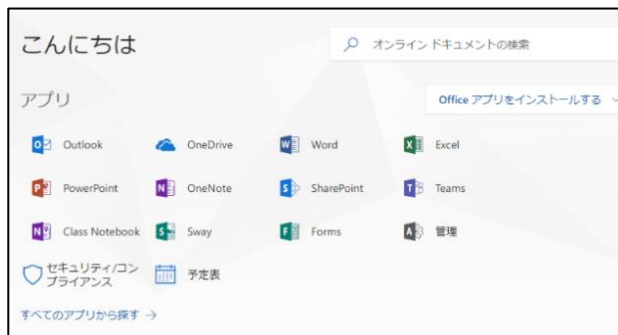 こんにちは
オンライン ドキュメントの検索
アプリ
Office アプリをインストールする
Outlook
OneDrive
Word
Excel
PowerPoint
OneNote
SharePoint
Teams
Class Notebook
Sway
Forms
管理
セキュリティ/コン
プライアンス
予定表
すべてのアプリから探す →